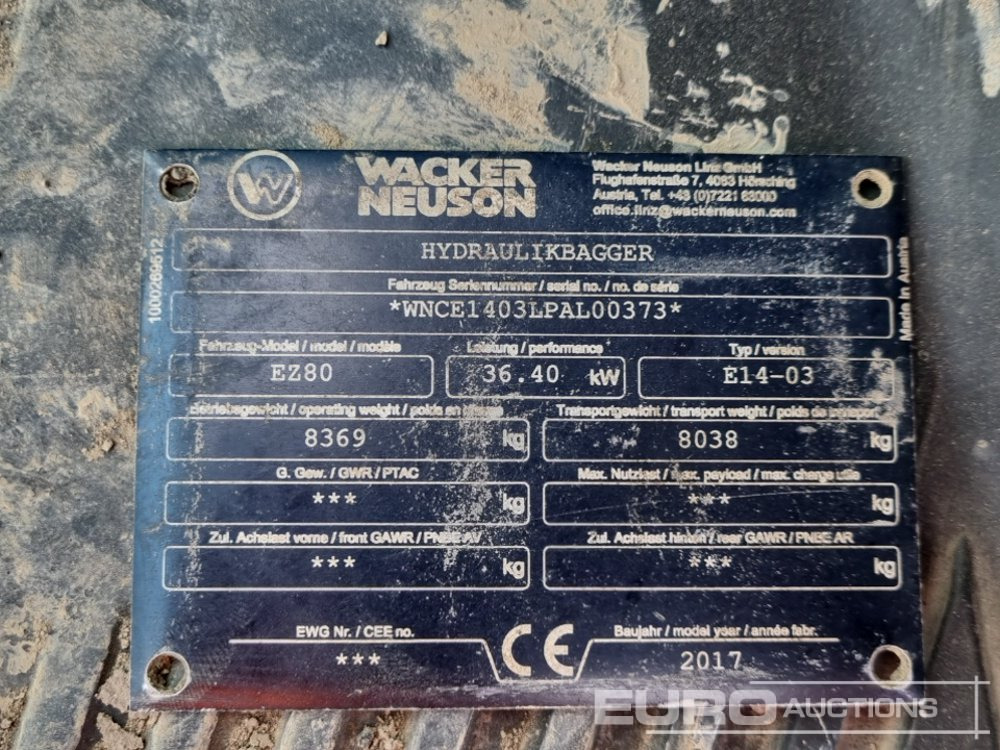 W
WACKER
NEUSON
Wacker Neuson Linz GmbH
Flughafenstraße 7, 4063 Hörsching
Austria, Tel. +43 (0)7221 63000
office.linz@wackerneuson.com
HYDRAULIKBAGGER
Fahrzeug Seriennummer / serial no. / no. de série
*WNCE1403LPAL00373*
Fahrzeug-Model / model / modèle
EZ80
Leistung / performance
36.40 kW
Typ / version
E14-03
Betriebsgewicht / operating weight / poids en
8369 kg
Transportgewicht / transport weight / poids de transport
8038 kg
G. Gew. / GWR / PTAC
*** kg
Max. Nutzlast / max. payload / max. charge utile
*** kg
Zul. Achslast vorne / front GAWR / PNBE AV
*** kg
Zul. Achslast hinten / rear GAWR / PNBE AR
*** kg
EWG Nr. / CEE no.
***
CE
Baujahr / model year / année fabr.
2017
1000289612
Made in Austria
EURO AUCTIONS